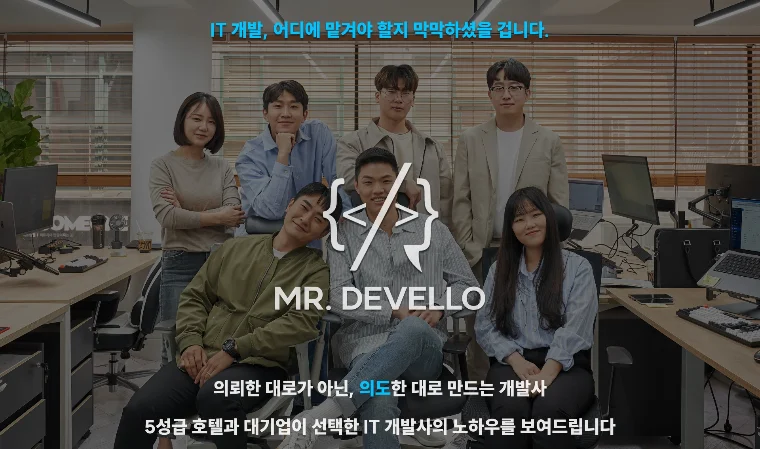 IT 개발, 어디에 맡겨야 할지 막막하셨을 겁니다.
{</>}
MR. DEVELLO
의뢰한 대로가 아닌, 의도한 대로 만드는 개발사
5성급 호텔과 대기업이 선택한 IT 개발사의 노하우를 보여드립니다